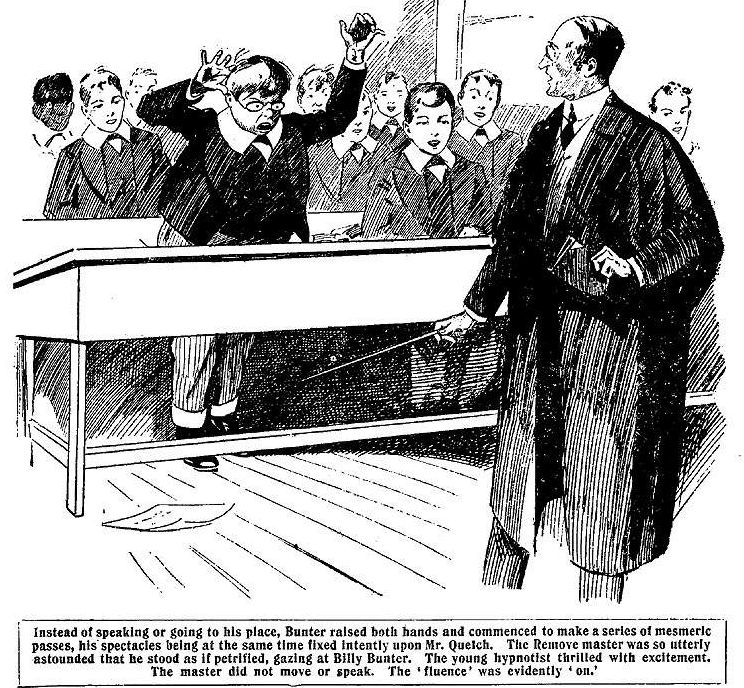 Instead of speaking or going to his place, Bunter raised both hands and commenced to make a series of mesmeric
passes, his spectacles being at the same time fixed intently upon Mr. Quelch. The Remove master was so utterly
astounded that he stood as if petrified, gazing at Billy Bunter. The young hypnotist thrilled with excitement.
The master did not move or speak. The 'fluence' was evidently 'on.'